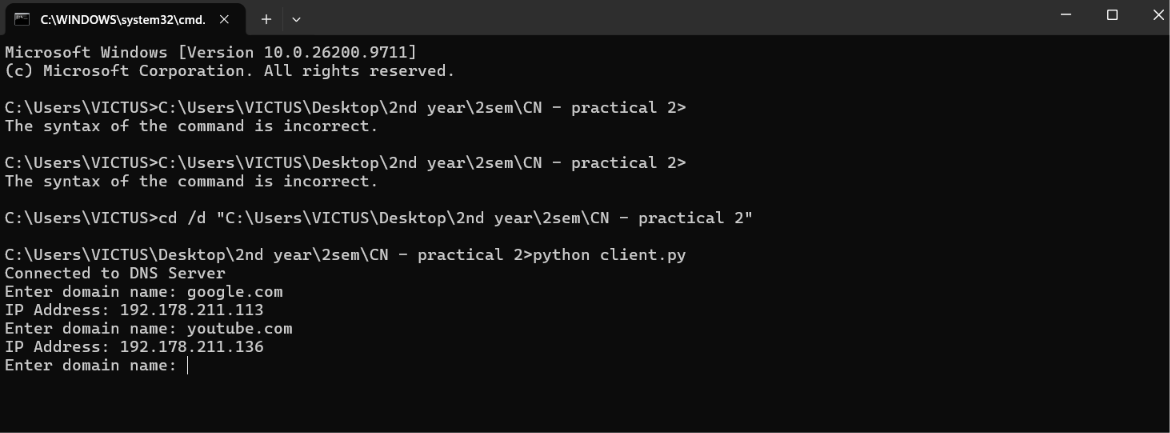 C:\WINDOWS\system32\cmd.
Microsoft Windows [Version 10.0.26200.9711]
(c) Microsoft Corporation. All rights reserved.
C:\Users\VICTUS>C:\Users\VICTUS\Desktop\2nd year\2sem\CN - practical 2>
The syntax of the command is incorrect.
C:\Users\VICTUS>C:\Users\VICTUS\Desktop\2nd year\2sem\CN - practical 2>
The syntax of the command is incorrect.
C:\Users\VICTUS>cd /d "C:\Users\VICTUS\Desktop\2nd year\2sem\CN - practical 2"
C:\Users\VICTUS\Desktop\2nd year\2sem\CN - practical 2>python client.py
Connected to DNS Server
Enter domain name: google.com
IP Address: 192.178.211.113
Enter domain name: youtube.com
IP Address: 192.178.211.136
Enter domain name: